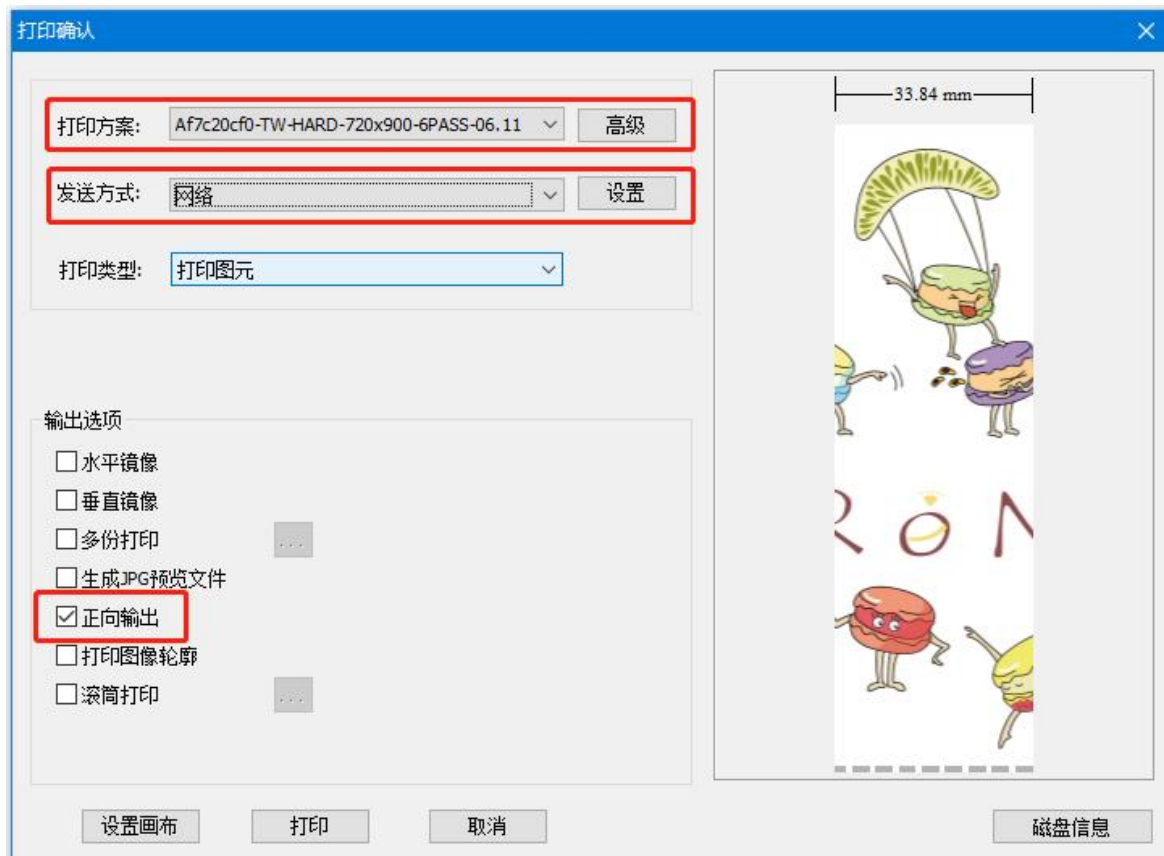 打印确认
打印方案: Af7c20cf0-TW-HARD-720x900-6PASS-06.11 高级
发送方式: 网络 设置
打印类型: 打印图元
输出选项
水平镜像
垂直镜像
多份打印 ...
生成JPG预览文件
正向输出
打印图像轮廓
滚筒打印 ...
设置画布 打印 取消
33.84 mm
RON
磁盘信息